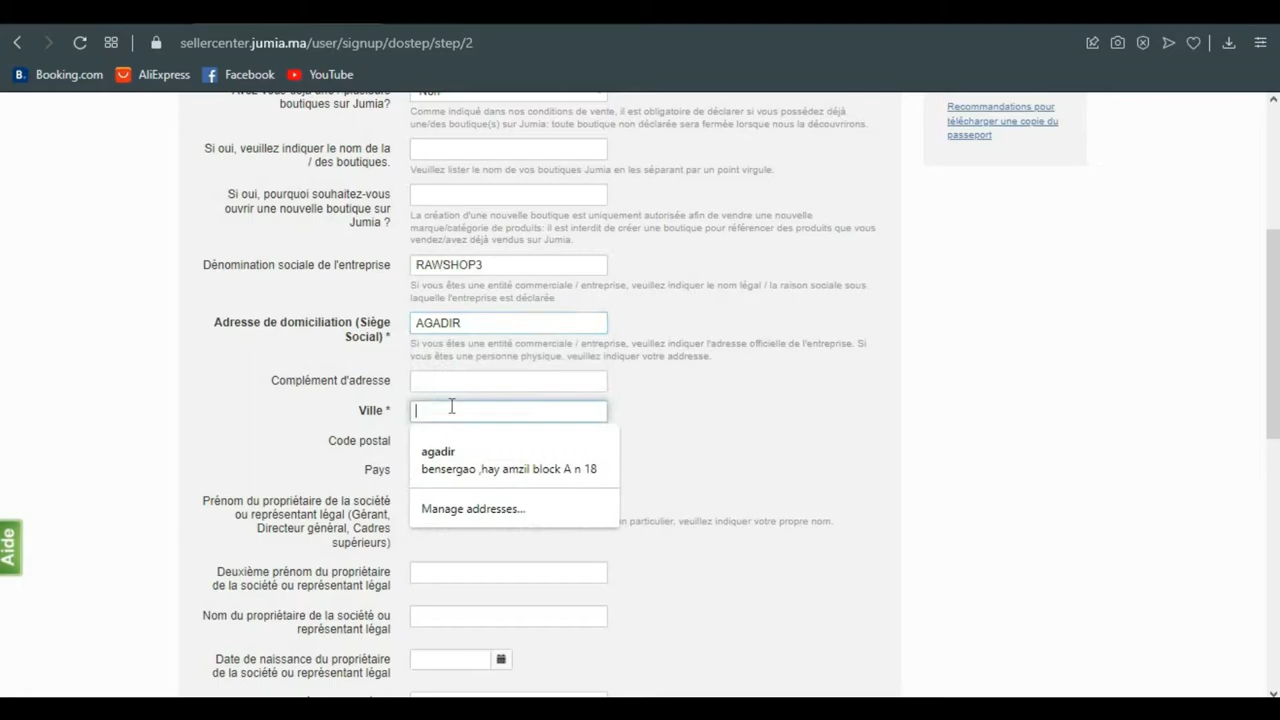 sellercenter.jumia.ma/user/signup/dostep/step/2
B. Booking.com AliExpress Facebook YouTube
Avez-vous déjà une / plusieurs
boutiques sur Jumia?
Non
Comme indiqué dans nos conditions de vente, il est obligatoire de déclarer si vous possédez déjà
une/des boutique(s) sur Jumia: toute boutique non déclarée sera fermée lorsque nous la découvrirons.
Recommandations pour
télécharger une copie du
passeport
Si oui, veuillez indiquer le nom de la
/ des boutiques.
Veuillez lister le nom de vos boutiques Jumia en les séparant par un point virgule.
Si oui, pourquoi souhaitez-vous
ouvrir une nouvelle boutique sur
Jumia ?
La création d'une nouvelle boutique est uniquement autorisée afin de vendre une nouvelle
marque/catégorie de produits: il est interdit de créer une boutique pour référencer des produits que vous
vendez/avez déjà vendus sur Jumia.
Dénomination sociale de l'entreprise
RAWSHOP3
Si vous êtes une entité commerciale / entreprise, veuillez indiquer le nom légal / la raison sociale sous
laquelle l'entreprise est déclarée
Adresse de domiciliation (Siège
Social) *
AGADIR
Si vous êtes une entité commerciale / entreprise, veuillez indiquer l'adresse officielle de l'entreprise. Si
vous êtes une personne physique, veuillez indiquer votre addresse.
Complément d'adresse
Ville *
Code postal
agadir
bensergao ,hay amzil block A n 18
Pays
Manage addresses...
Prénom du propriétaire de la société
ou représentant légal (Gérant,
Directeur général, Cadres
supérieurs)
un particulier, veuillez indiquer votre propre nom.
Deuxième prénom du propriétaire
de la société ou représentant légal
Nom du propriétaire de la société ou
représentant légal
Date de naissance du propriétaire
de la société ou représentant légal
Aide